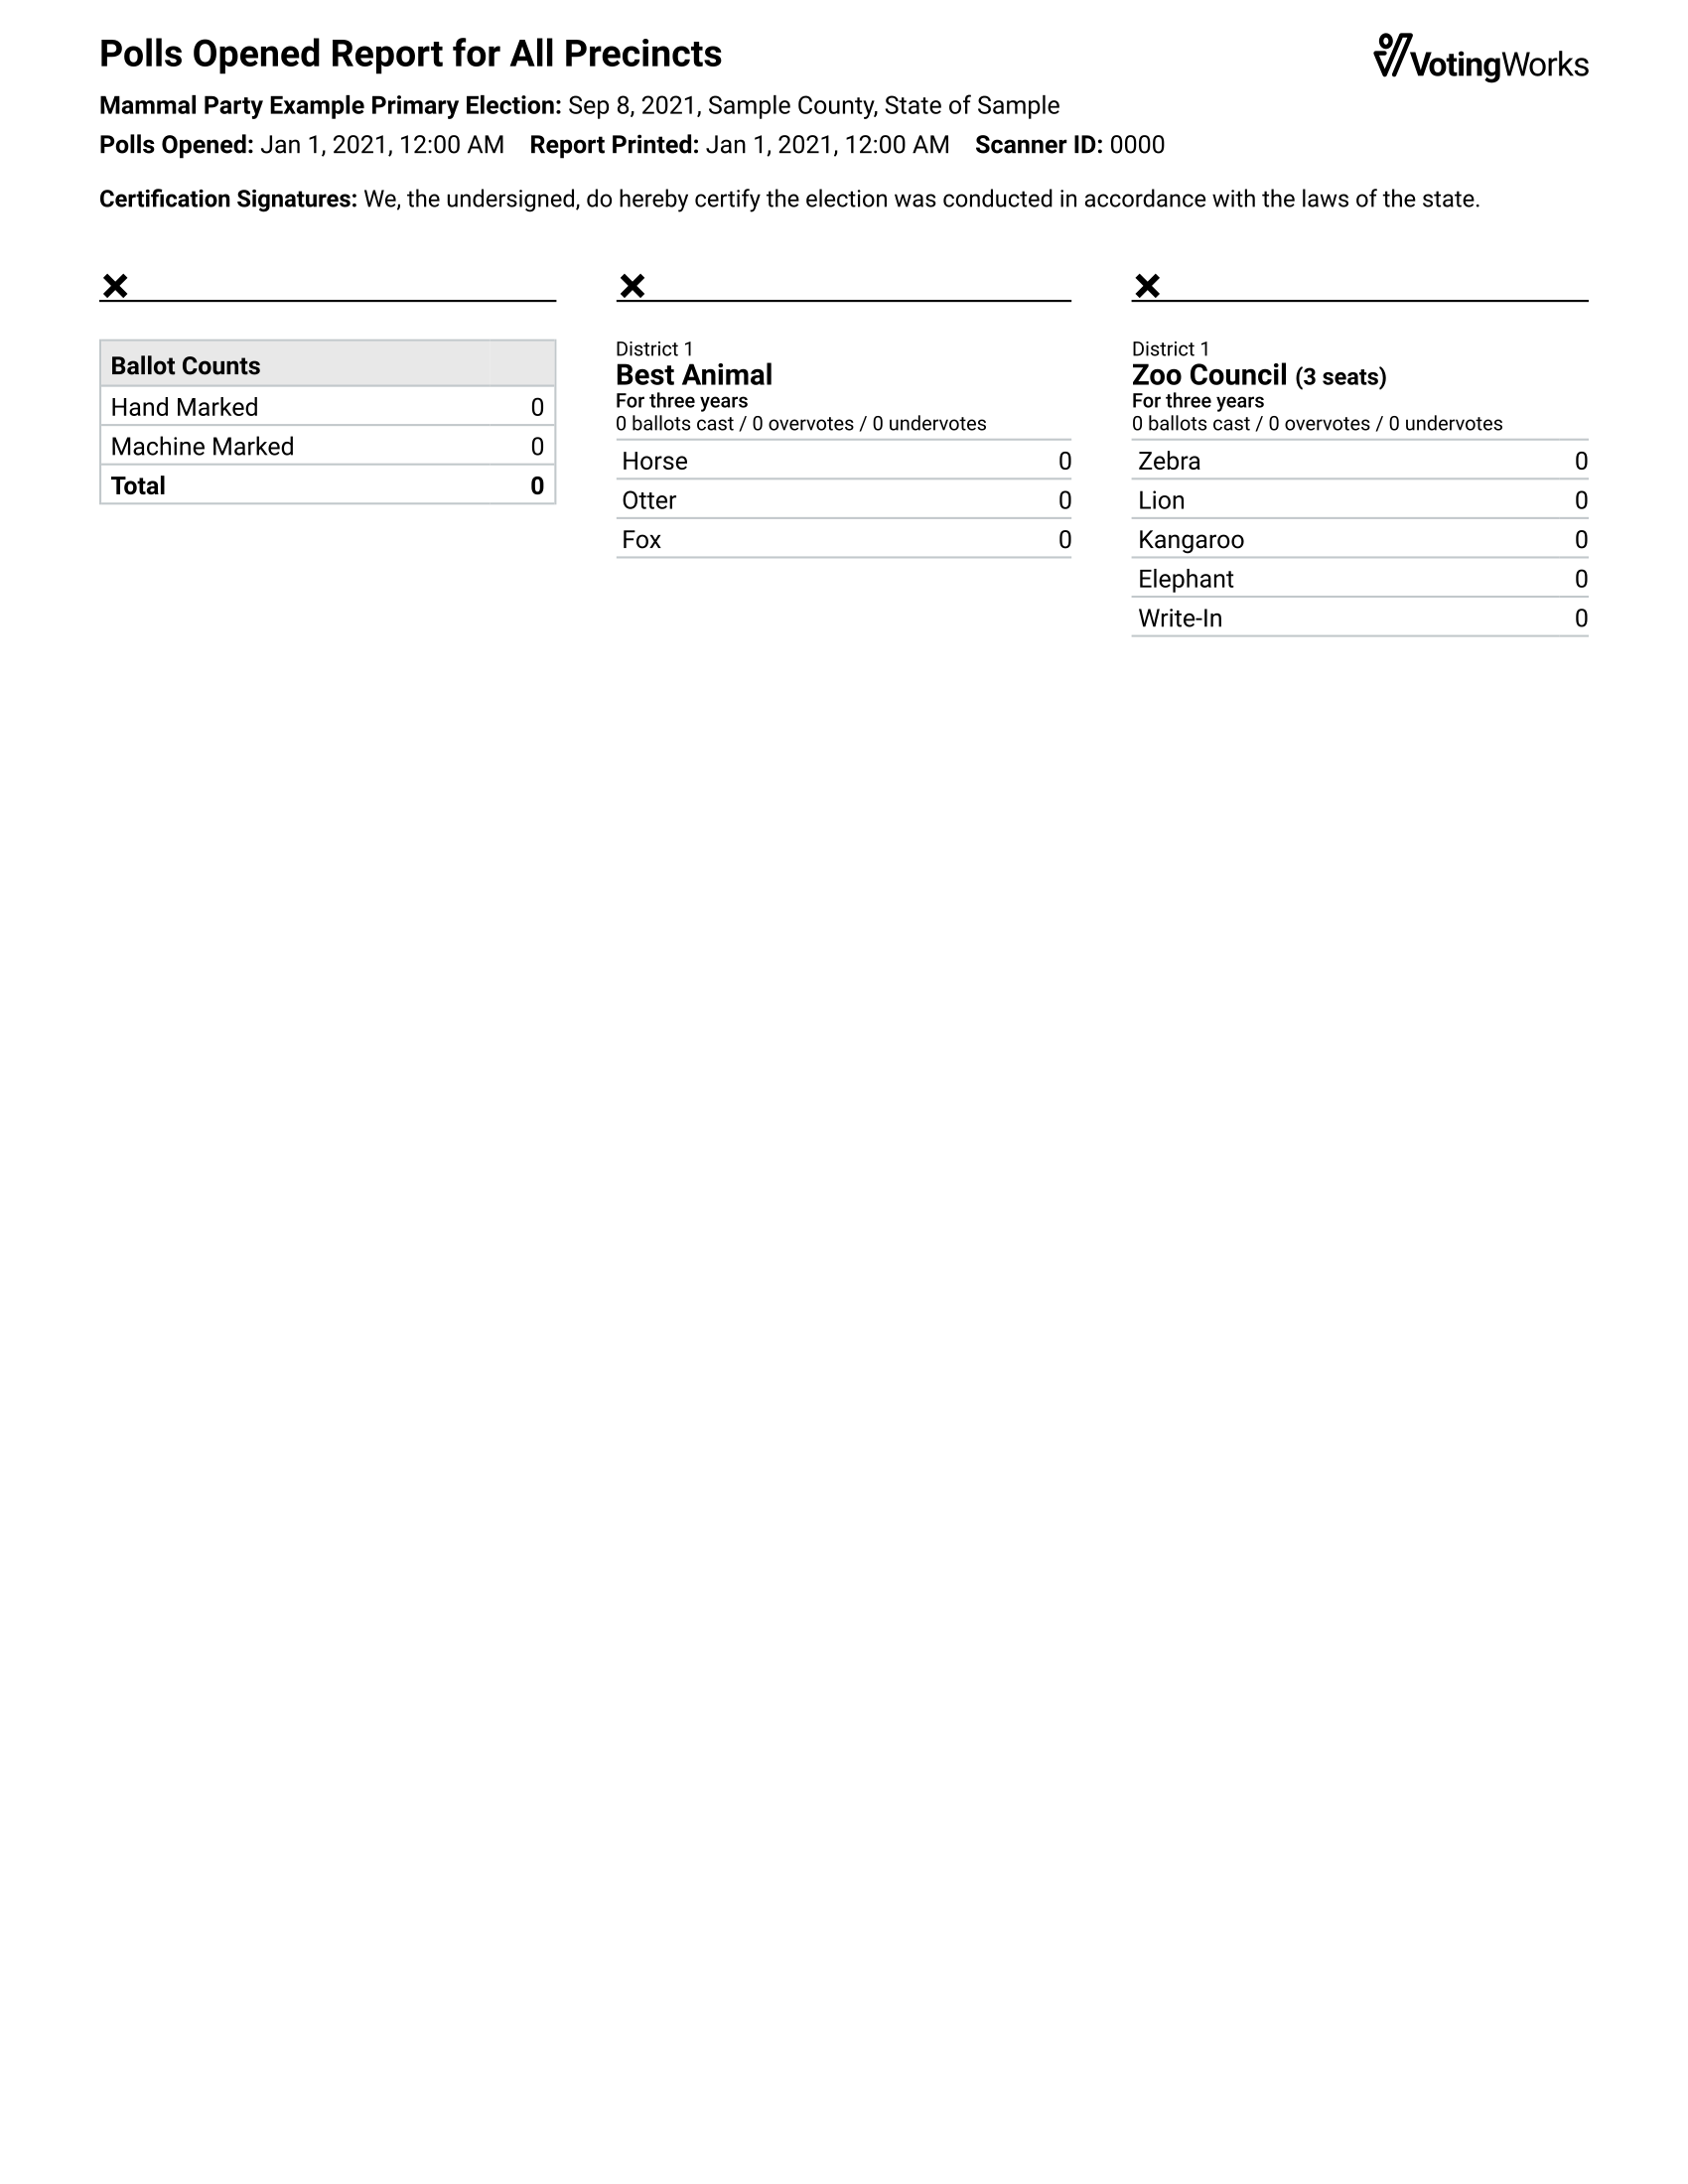 Polls Opened Report for All Precincts
VotingWorks
Mammal Party Example Primary Election: Sep 8, 2021, Sample County, State of Sample
Polls Opened: Jan 1, 2021, 12:00 AM Report Printed: Jan 1, 2021, 12:00 AM Scanner ID: 0000
Certification Signatures: We, the undersigned, do hereby certify the election was conducted in accordance with the laws of the state.
Ballot Counts
Hand Marked 0
Machine Marked 0
Total 0
District 1
Best Animal
For three years
0 ballots cast / 0 overvotes / 0 undervotes
Horse 0
Otter 0
Fox 0
District 1
Zoo Council (3 seats)
For three years
0 ballots cast / 0 overvotes / 0 undervotes
Zebra 0
Lion 0
Kangaroo 0
Elephant 0
Write-In 0